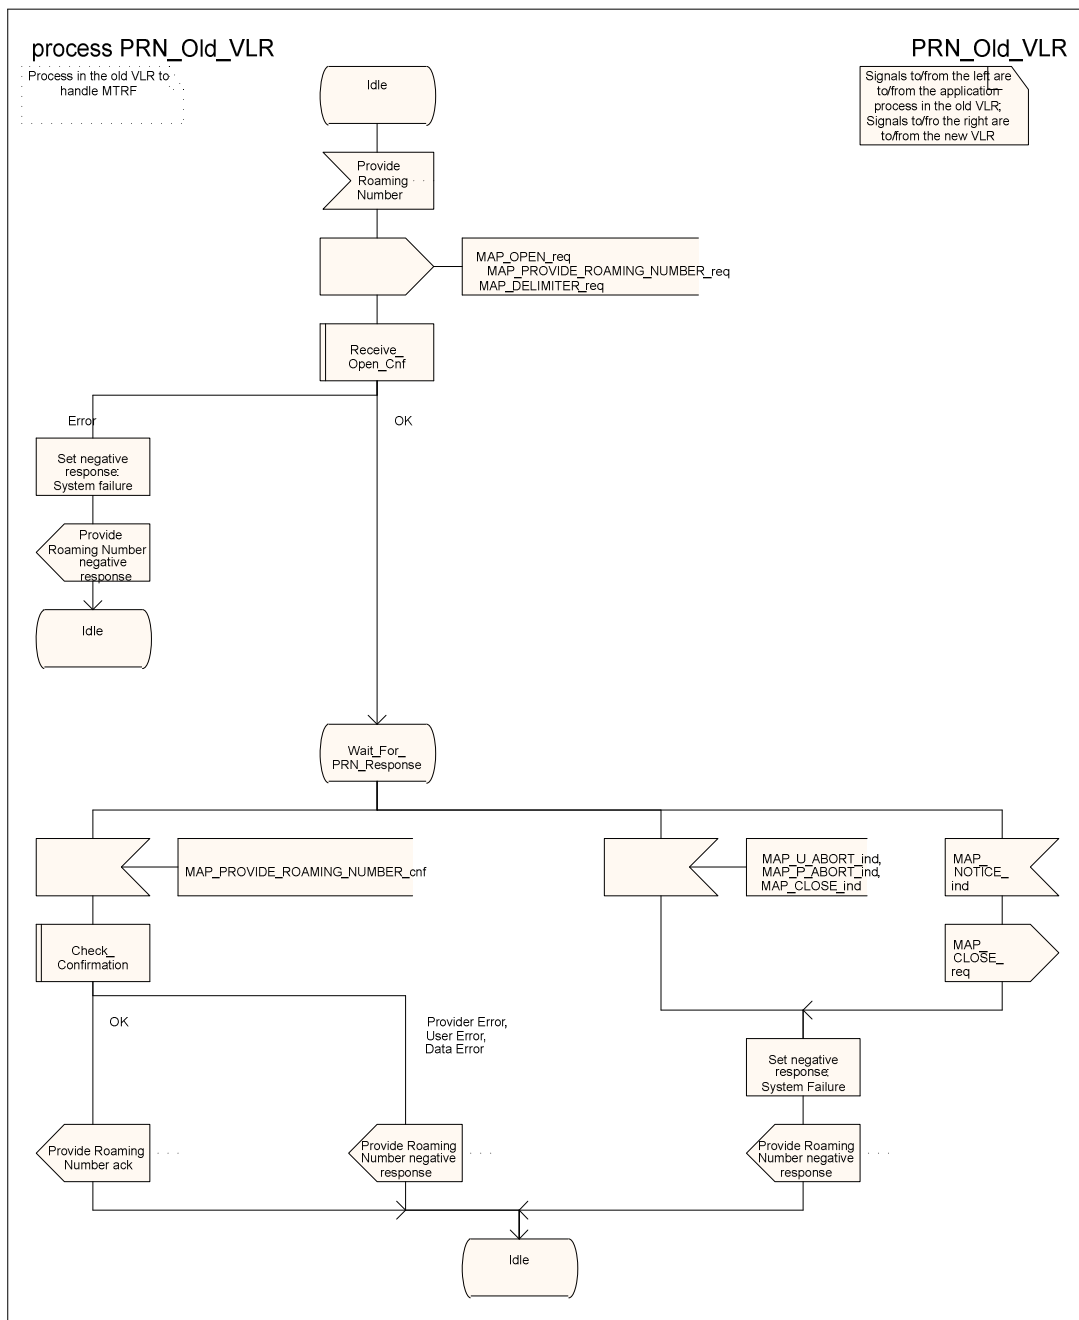 process PRN_Old_VLR
PRN_Old_VLR
Process in the old VLR to
handle MTRF
Signals to/from the left are
to/from the application
process in the old VLR;
Signals to/fro the right are
to/from the new VLR
Idle
Provide
Roaming
Number
MAP_OPEN_req
MAP_PROVIDE_ROAMING_NUMBER_req
MAP_DELIMITER_req
Receive_
Open_Cnf
Error
OK
Set negative
response:
System failure
Provide
Roaming Number
negative
response
Idle
Wait_For_
PRN_Response
MAP_PROVIDE_ROAMING_NUMBER_cnf
MAP_U_ABORT_ind,
MAP_P_ABORT_ind,
MAP_CLOSE_ind
MAP_
NOTICE_
ind
Check_
Confirmation
MAP_
CLOSE_
req
OK
Provider Error,
User Error,
Data Error
Set negative
response:
System Failure
Provide Roaming
Number ack
Provide Roaming
Number negative
response
Provide Roaming
Number negative
response
Idle